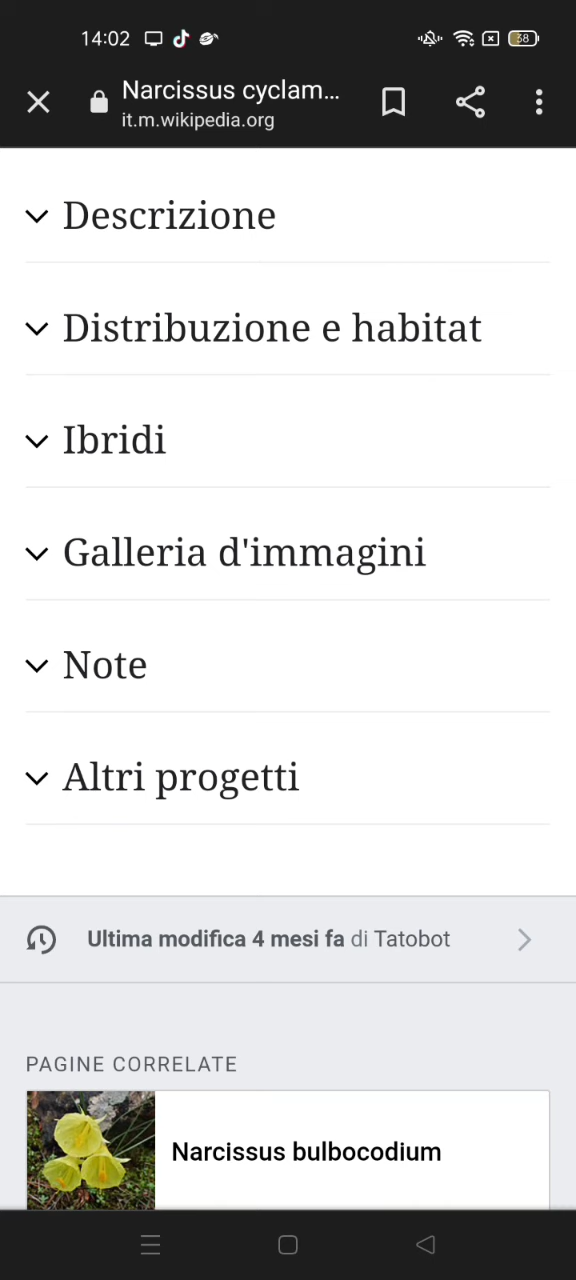 14:02
38
Narcissus cyclam...
it.m.wikipedia.org
Descrizione
Distribuzione e habitat
Ibridi
Galleria d'immagini
Note
Altri progetti
Ultima modifica 4 mesi fa di Tatobot
PAGINE CORRELATE
Narcissus bulbocodium